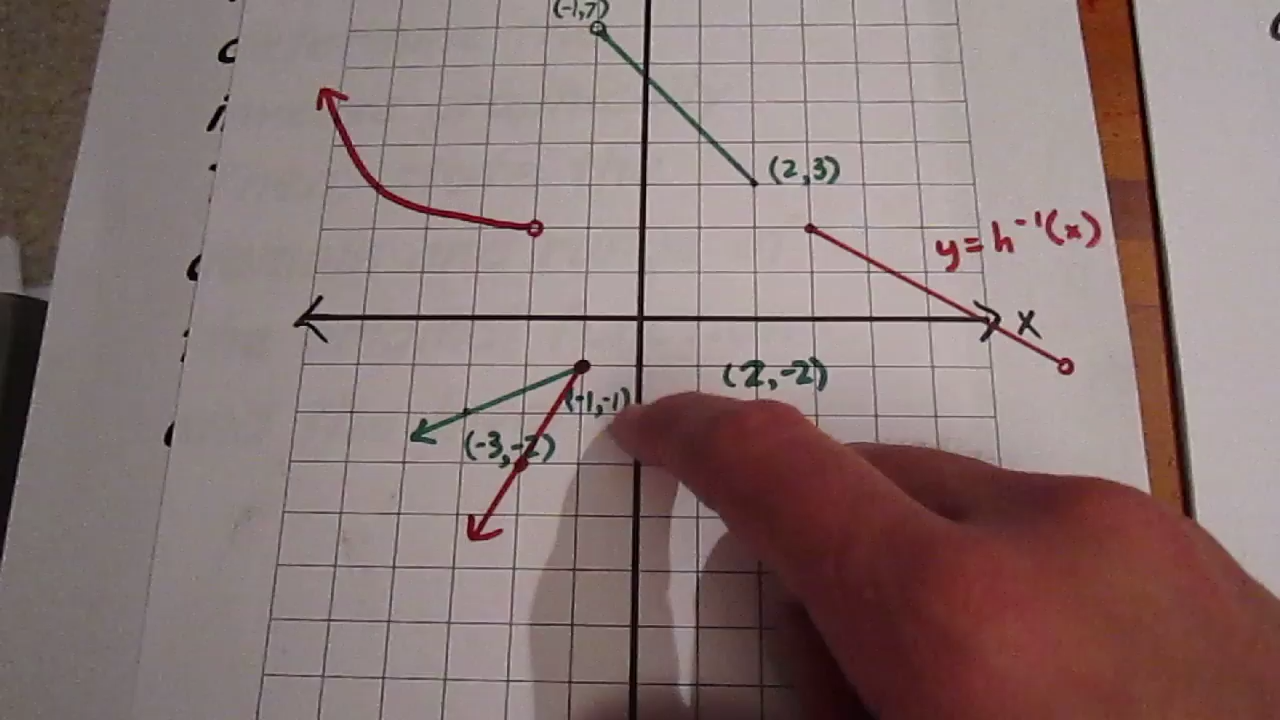 (-1,7)
(2,3)
y=h⁻¹(x)
x
(2,-2)
(-1,-1)
(-3,-2)